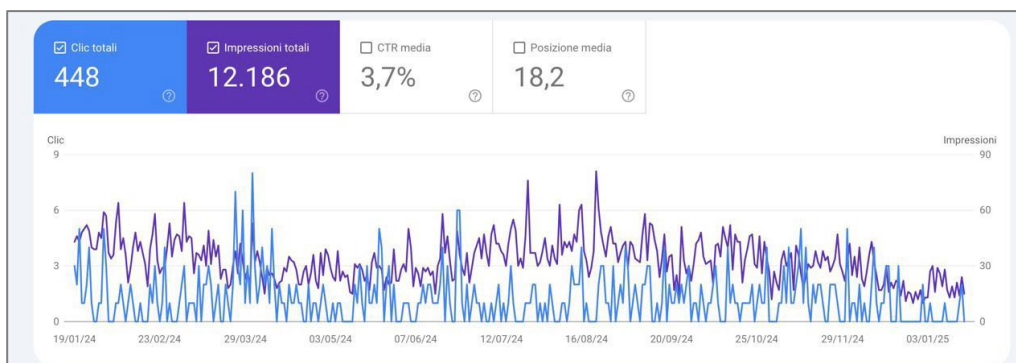 Clic totali
448
Impressioni totali
12.186
CTR media
3,7%
Posizione media
18,2
Clic
Impressioni
9
90
6
60
3
30
0
0
19/01/24 23/02/24 29/03/24 03/05/24 07/06/24 12/07/24 16/08/24 20/09/24 25/10/24 29/11/24 03/01/25